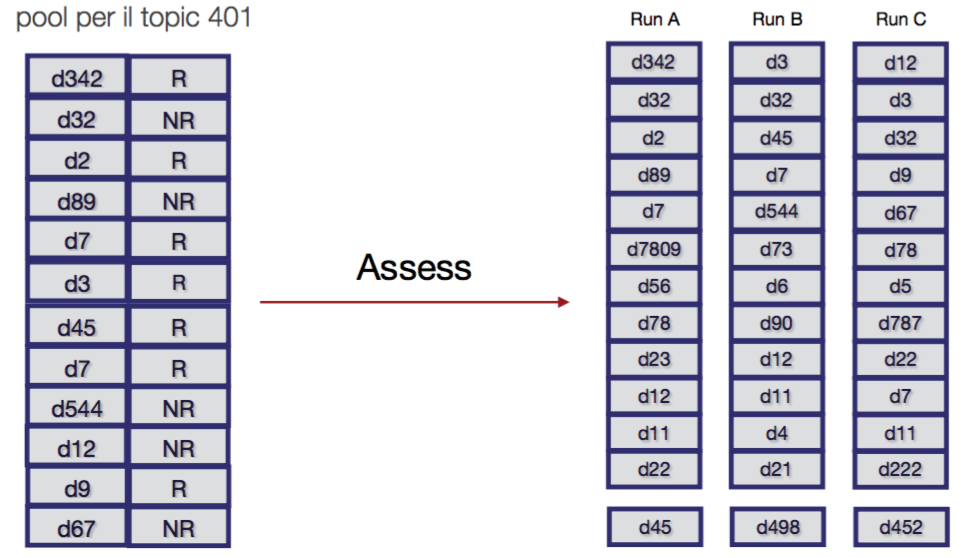 pool per il topic 401
d342 R
d32 NR
d2 R
d89 NR
d7 R
d3 R
d45 R
d7 R
d544 NR
d12 NR
d9 R
d67 NR
Assess
Run A Run B Run C
d342 d3 d12
d32 d32 d3
d2 d45 d32
d89 d7 d9
d7 d544 d67
d7809 d73 d78
d56 d6 d5
d78 d90 d787
d23 d12 d22
d12 d11 d7
d11 d4 d11
d22 d21 d222
d45 d498 d452